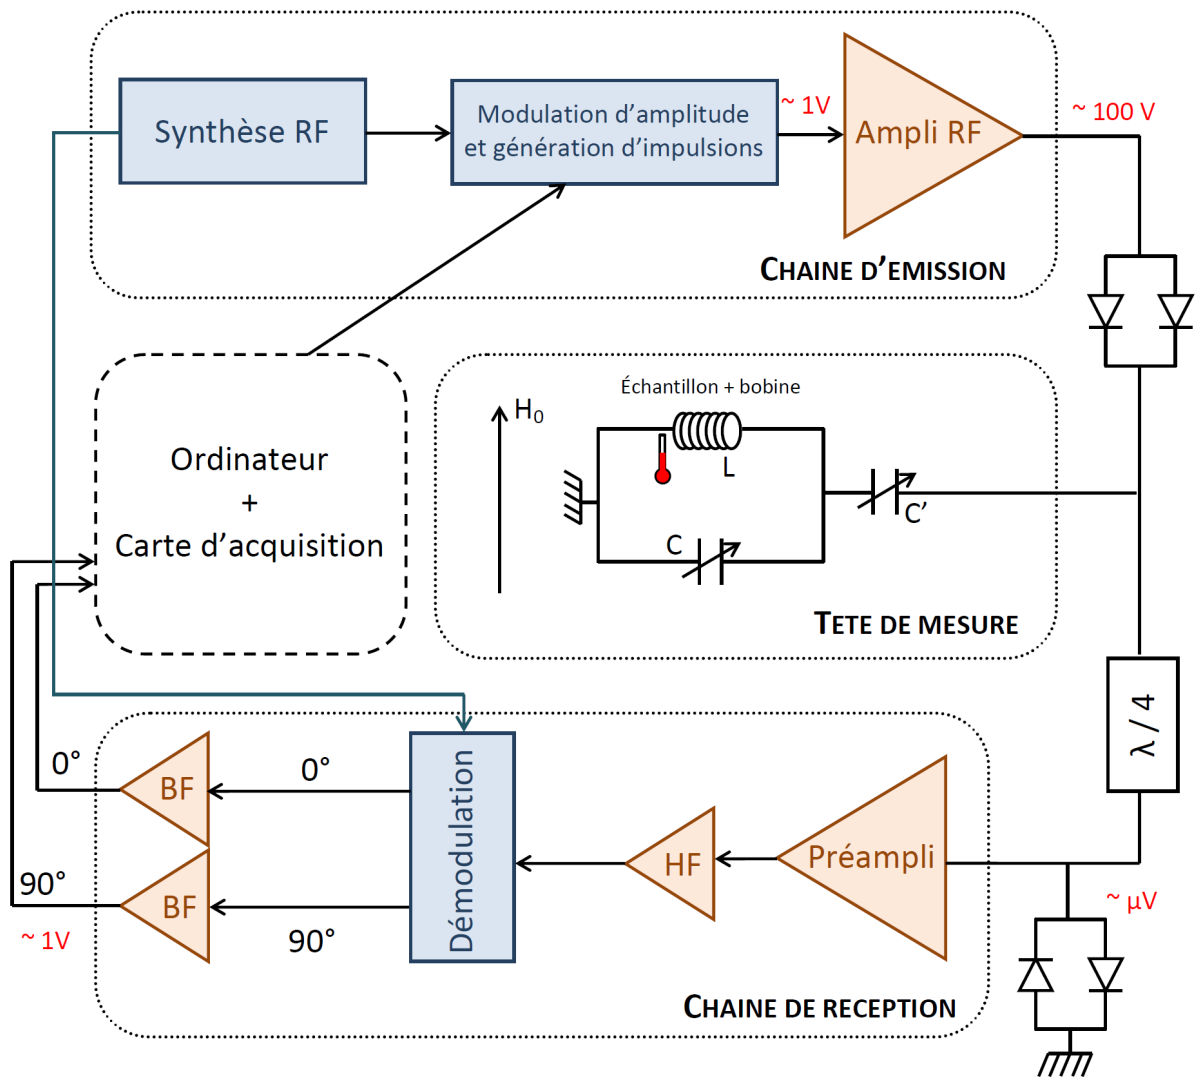 Synthèse RF
Modulation d’amplitude
et génération d’impulsions
~ 1V
Ampli RF
~ 100 V
CHAINE D’EMISSION
Ordinateur
+
Carte d’acquisition
H0
Échantillon + bobine
L
C
C’
TETE DE MESURE
λ / 4
0°
BF
0°
90°
BF
90°
~ 1V
Démodulation
HF
Préampli
~ µV
CHAINE DE RECEPTION